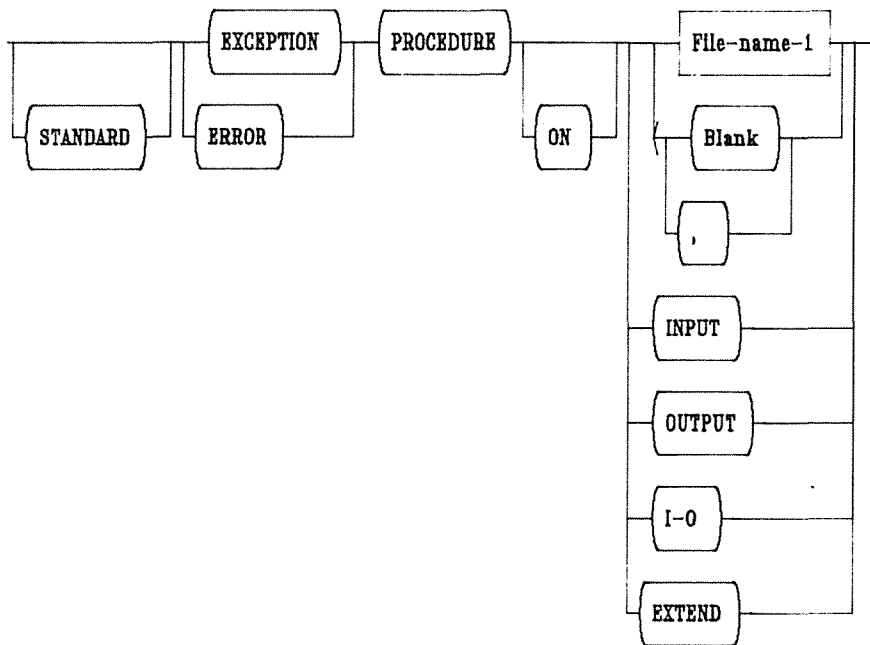 EXCEPTION PROCEDURE File-name-1
STANDARD ERROR ON Blank
,
INPUT
OUTPUT
I-O
EXTEND